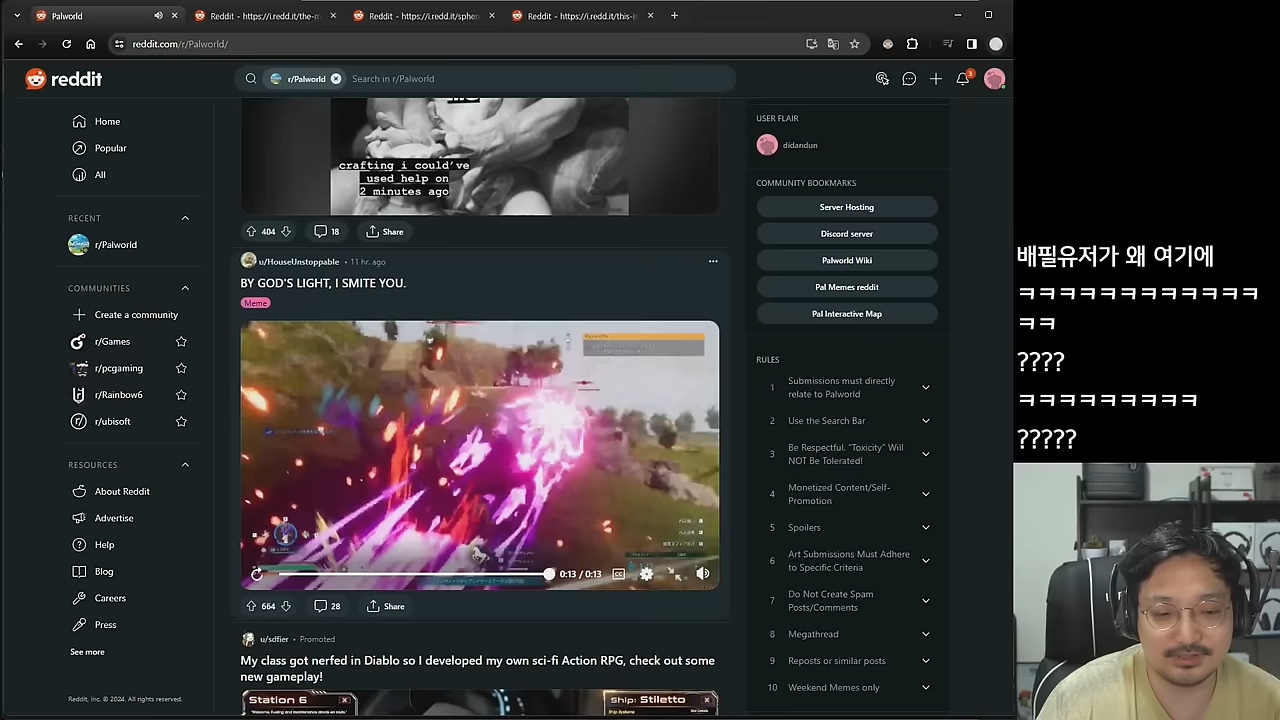 Palworld
Reddit - https://i.redd.it/the-m
Reddit - https://i.redd.it/spher
Reddit - https://i.redd.it/this-i
reddit.com/r/Palworld/
reddit
r/Palworld
Search in r/Palworld
3
Home
Popular
All
RECENT
r/Palworld
COMMUNITIES
Create a community
r/Games
r/pcgaming
r/Rainbow6
r/ubisoft
RESOURCES
About Reddit
Advertise
Help
Blog
Careers
Press
See more
Reddit, Inc. © 2024. All rights reserved.
crafting i could've
used help on
2 minutes ago
404
18
Share
u/HouseUnstoppable • 11 hr. ago
BY GOD'S LIGHT, I SMITE YOU.
Meme
0:13 / 0:13
CC
664
28
Share
u/sdfier • Promoted
My class got nerfed in Diablo so I developed my own sci-fi Action RPG, check out some
new gameplay!
Station 6
Ship: Stiletto
USER FLAIR
didandun
COMMUNITY BOOKMARKS
Server Hosting
Discord server
Palworld Wiki
Pal Memes reddit
Pal Interactive Map
RULES
1 Submissions must directly
relate to Palworld
2 Use the Search Bar
3 Be Respectful. "Toxicity" Will
NOT Be Tolerated!
4 Monetized Content/Self-
Promotion
5 Spoilers
6 Art Submissions Must Adhere
to Specific Criteria
7 Do Not Create Spam
Posts/Comments
8 Megathread
9 Reposts or similar posts
10 Weekend Memes only
배필유저가 왜 여기에
ㅋㅋㅋㅋㅋㅋㅋㅋㅋㅋㅋㅋ
ㅋㅋ
????
ㅋㅋㅋㅋㅋㅋㅋㅋㅋ
?????